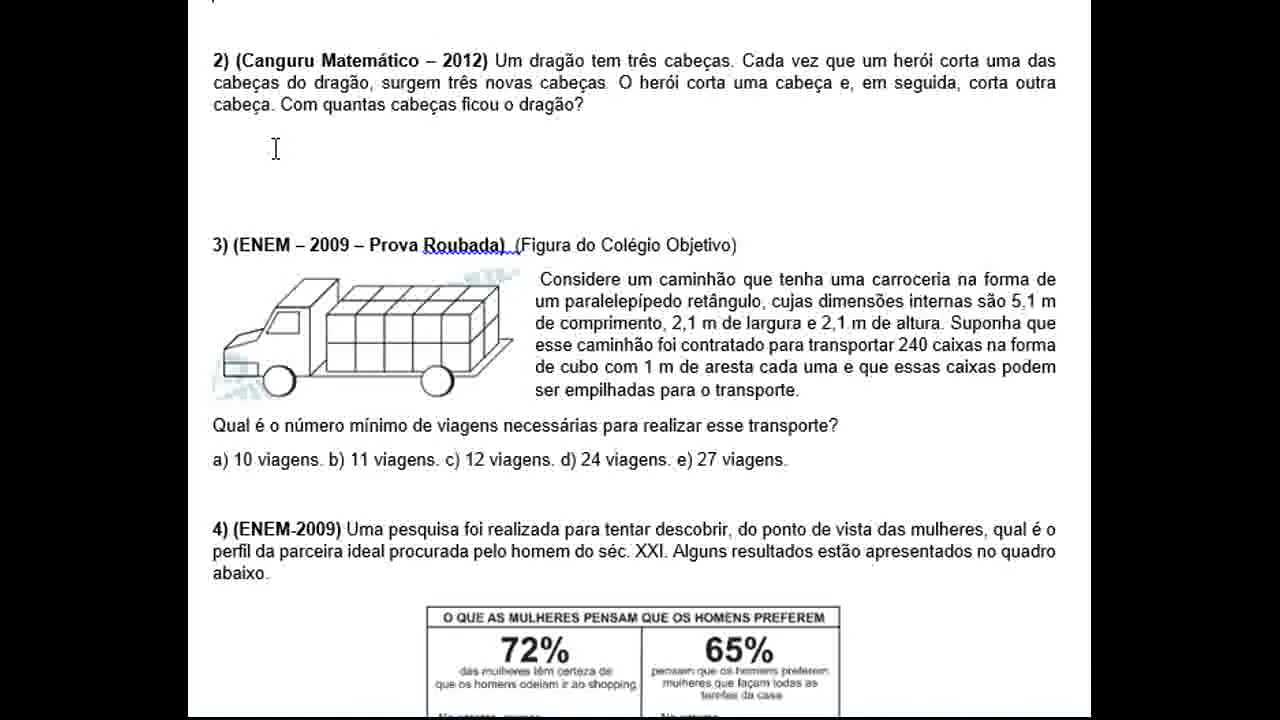 2) (Canguru Matemático – 2012) Um dragão tem três cabeças. Cada vez que um herói corta uma das
cabeças do dragão, surgem três novas cabeças. O herói corta uma cabeça e, em seguida, corta outra
cabeça. Com quantas cabeças ficou o dragão?
3) (ENEM – 2009 – Prova Roubada) (Figura do Colégio Objetivo)
Considere um caminhão que tenha uma carroceria na forma de
um paralelepípedo retângulo, cujas dimensões internas são 5,1 m
de comprimento, 2,1 m de largura e 2,1 m de altura. Suponha que
esse caminhão foi contratado para transportar 240 caixas na forma
de cubo com 1 m de aresta cada uma e que essas caixas podem
ser empilhadas para o transporte.
Qual é o número mínimo de viagens necessárias para realizar esse transporte?
a) 10 viagens. b) 11 viagens. c) 12 viagens. d) 24 viagens. e) 27 viagens.
4) (ENEM-2009) Uma pesquisa foi realizada para tentar descobrir, do ponto de vista das mulheres, qual é o
perfil da parceira ideal procurada pelo homem do séc. XXI. Alguns resultados estão apresentados no quadro
abaixo.
O QUE AS MULHERES PENSAM QUE OS HOMENS PREFEREM
72%
das mulheres têm certeza de
que os homens odeiam ir ao shopping
65%
pensam que os homens preferem
mulheres que façam todas as
tarefas da casa